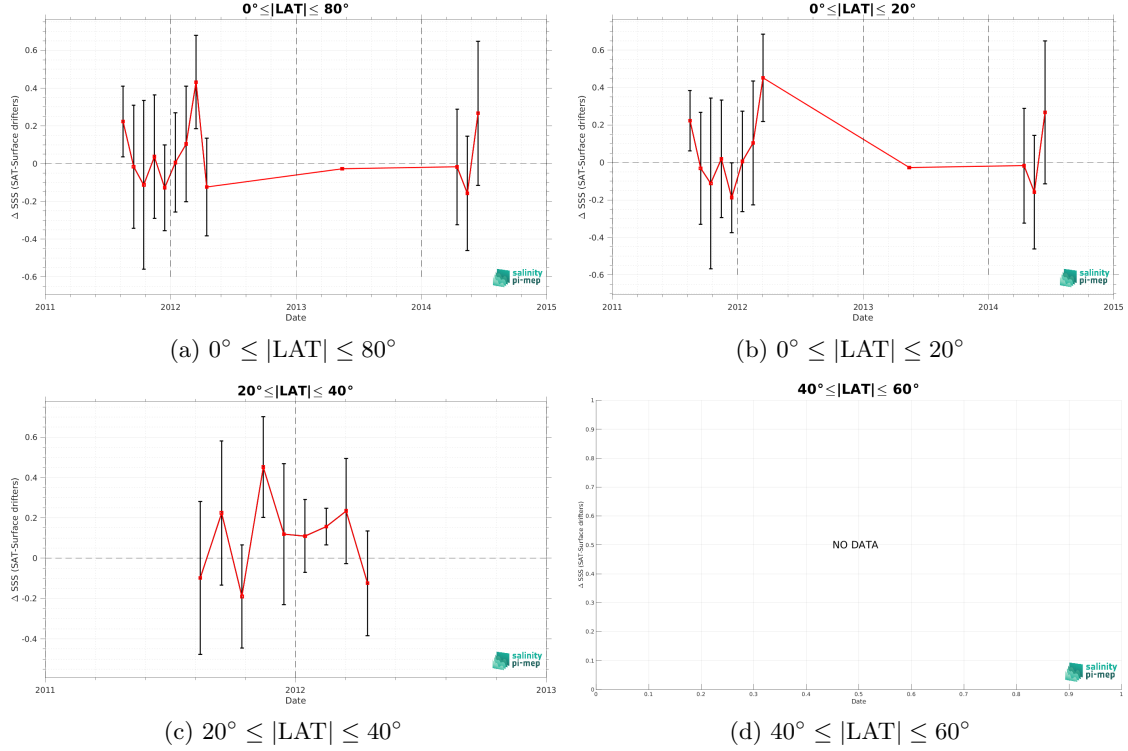 0°≤|LAT|≤ 80°
Δ SSS (SAT-Surface drifters)
0.6
0.4
0.2
0
-0.2
-0.4
-0.6
salinity
pi-mep
2011 2012 2013 2014 2015
Date
(a) 0° ≤ |LAT| ≤ 80°
0°≤|LAT|≤ 20°
Δ SSS (SAT-Surface drifters)
0.6
0.4
0.2
0
-0.2
-0.4
-0.6
salinity
pi-mep
2011 2012 2013 2014 2015
Date
(b) 0° ≤ |LAT| ≤ 20°
20°≤|LAT|≤ 40°
Δ SSS (SAT-Surface drifters)
0.6
0.4
0.2
0
-0.2
-0.4
salinity
pi-mep
2011 2012 2013
Date
(c) 20° ≤ |LAT| ≤ 40°
40°≤|LAT|≤ 60°
Δ SSS (SAT-Surface drifters)
1
0.9
0.8
0.7
0.6
0.5
0.4
0.3
0.2
0.1
0
NO DATA
salinity
pi-mep
0 0.1 0.2 0.3 0.4 0.5 0.6 0.7 0.8 0.9 1
Date
(d) 40° ≤ |LAT| ≤ 60°